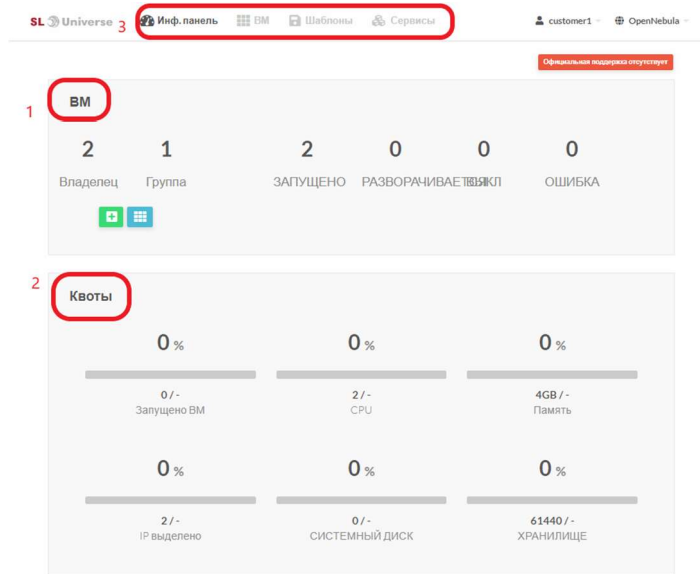 SL Universe 3 Инф. панель ВМ Шаблоны Сервисы customer1 OpenNebula
Официальная поддержка отсутствует
1 ВМ
2 1 2 0 0 0
Владелец Группа ЗАПУЩЕНО РАЗВОРАЧИВАЕТСЯ ВЫКЛ ОШИБКА
2 Квоты
0 % 0 % 0 %
0 / - 2 / - 4GB / -
Запущено ВМ CPU Память
0 % 0 % 0 %
2 / - 0 / - 61440 / -
IP выделено СИСТЕМНЫЙ ДИСК ХРАНИЛИЩЕ